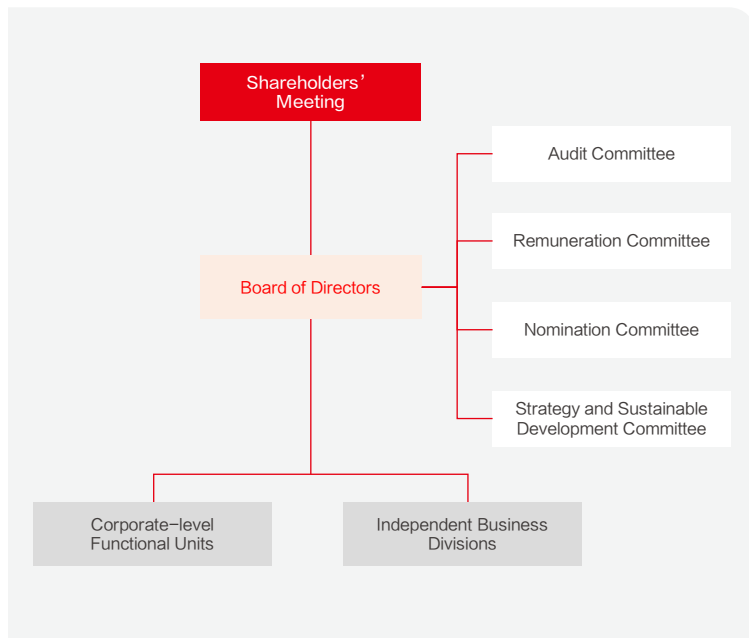 Shareholders’
Meeting
Audit Committee
Remuneration Committee
Board of Directors
Nomination Committee
Strategy and Sustainable
Development Committee
Corporate-level
Functional Units
Independent Business
Divisions